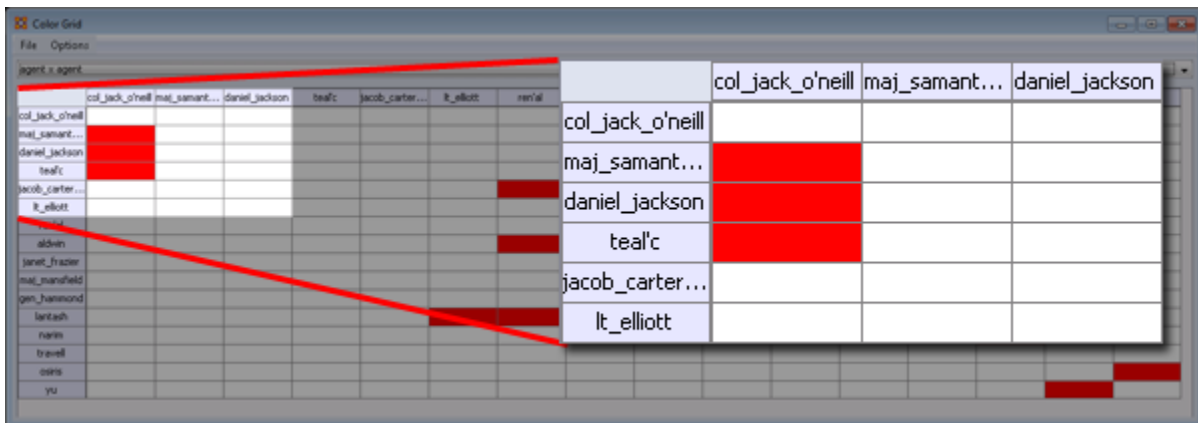 Color Grid
File Options
agent x agent
col_jack_o'neill maj_samant... daniel_jackson teal'c jacob_carter... lt_elliott ren'al
col_jack_o'neill
maj_samant...
daniel_jackson
teal'c
jacob_carter...
lt_elliott
aldwin
janet_frazier
maj_mansfield
gen_hammond
lantash
narim
travell
osiris
yu
col_jack_o'neill maj_samant... daniel_jackson
col_jack_o'neill
maj_samant...
daniel_jackson
teal'c
jacob_carter...
lt_elliott